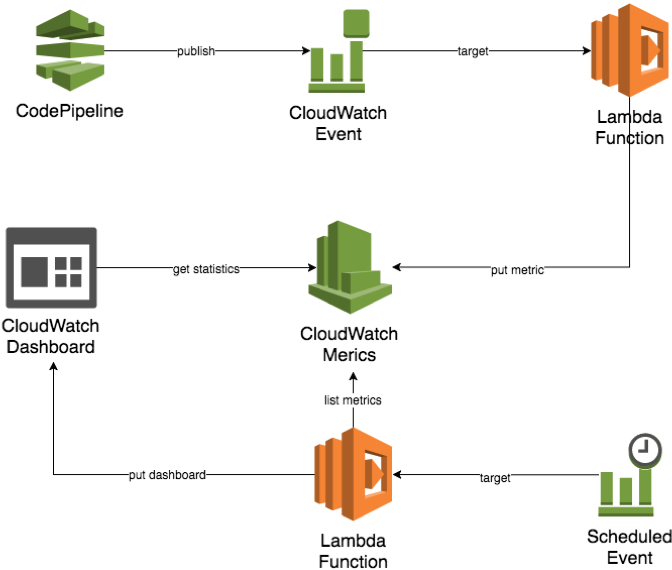 publish
target
CodePipeline
CloudWatch
Event
Lambda
Function
get statistics
put metric
CloudWatch
Dashboard
CloudWatch
Merics
list metrics
put dashboard
target
Lambda
Function
Scheduled
Event